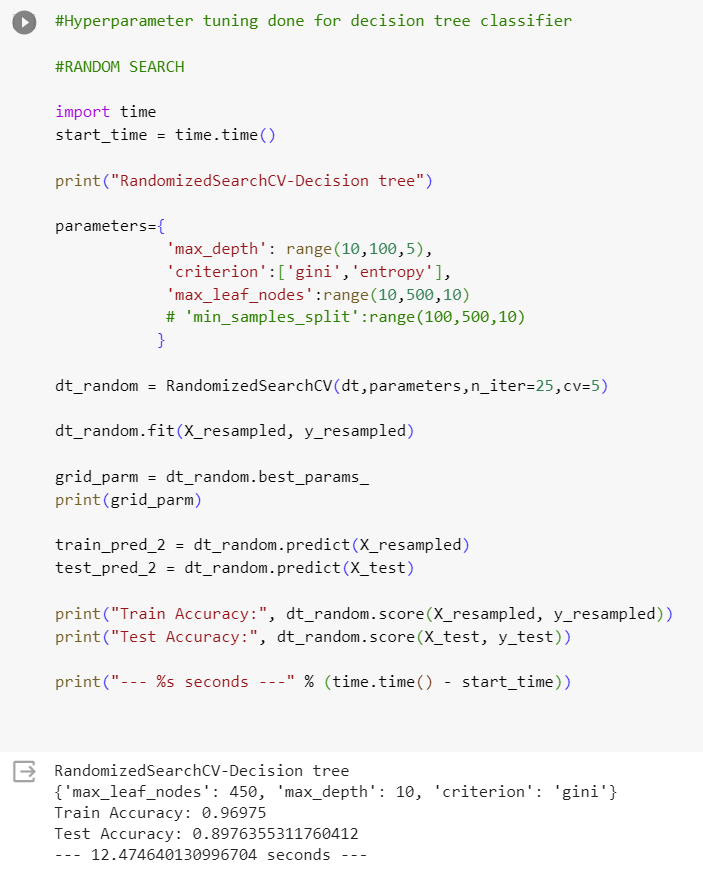 #Hyperparameter tuning done for decision tree classifier
#RANDOM SEARCH
import time
start_time = time.time()
print("RandomizedSearchCV-Decision tree")
parameters={
'max_depth': range(10,100,5),
'criterion':['gini','entropy'],
'max_leaf_nodes':range(10,500,10)
# 'min_samples_split':range(100,500,10)
}
dt_random = RandomizedSearchCV(dt,parameters,n_iter=25,cv=5)
dt_random.fit(X_resampled, y_resampled)
grid_parm = dt_random.best_params_
print(grid_parm)
train_pred_2 = dt_random.predict(X_resampled)
test_pred_2 = dt_random.predict(X_test)
print("Train Accuracy:", dt_random.score(X_resampled, y_resampled))
print("Test Accuracy:", dt_random.score(X_test, y_test))
print("--- %s seconds ---" % (time.time() - start_time))
RandomizedSearchCV-Decision tree
{'max_leaf_nodes': 450, 'max_depth': 10, 'criterion': 'gini'}
Train Accuracy: 0.96975
Test Accuracy: 0.8976355311760412
--- 12.474640130996704 seconds ---